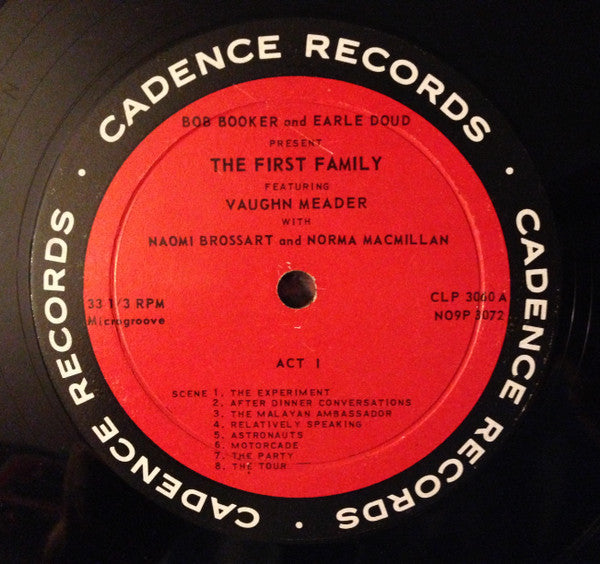 CADENCE RECORDS · CADENCE RECORDS · CADENCE RECORDS ·
BOB BOOKER and EARLE DOUD
PRESENT
THE FIRST FAMILY
FEATURING
VAUGHN MEADER
WITH
NAOMI BROSSART and NORMA MACMILLAN
33 1/3 RPM
Microgroove
CLP 3060 A
NO9P 3072
ACT 1
SCENE 1. THE EXPERIMENT
2. AFTER DINNER CONVERSATIONS
3. THE MALAYAN AMBASSADOR
4. RELATIVELY SPEAKING
5. ASTRONAUTS
6. MOTORCADE
7. THE PARTY
8. THE TOUR